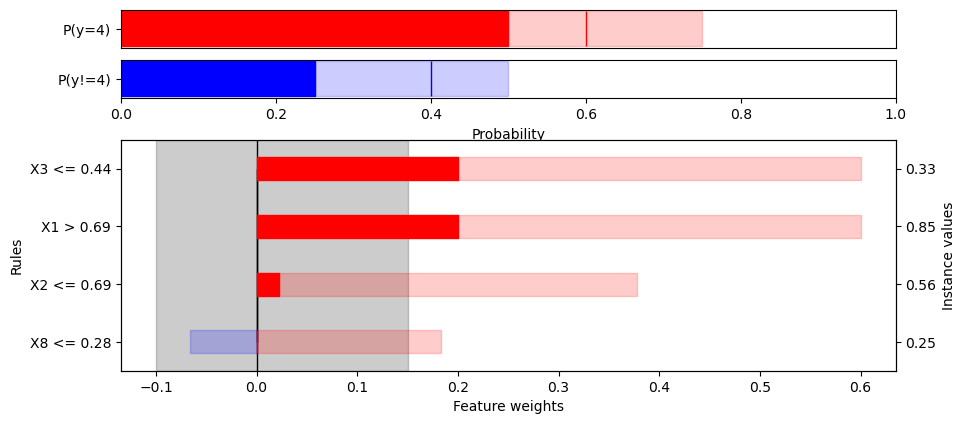 P(y=4)
P(y!=4)
0.0 0.2 0.4 0.6 0.8 1.0
Probability
X3 <= 0.44 0.33
X1 > 0.69 0.85
X2 <= 0.69 0.56
X8 <= 0.28 0.25
Rules
Instance values
−0.1 0.0 0.1 0.2 0.3 0.4 0.5 0.6
Feature weights